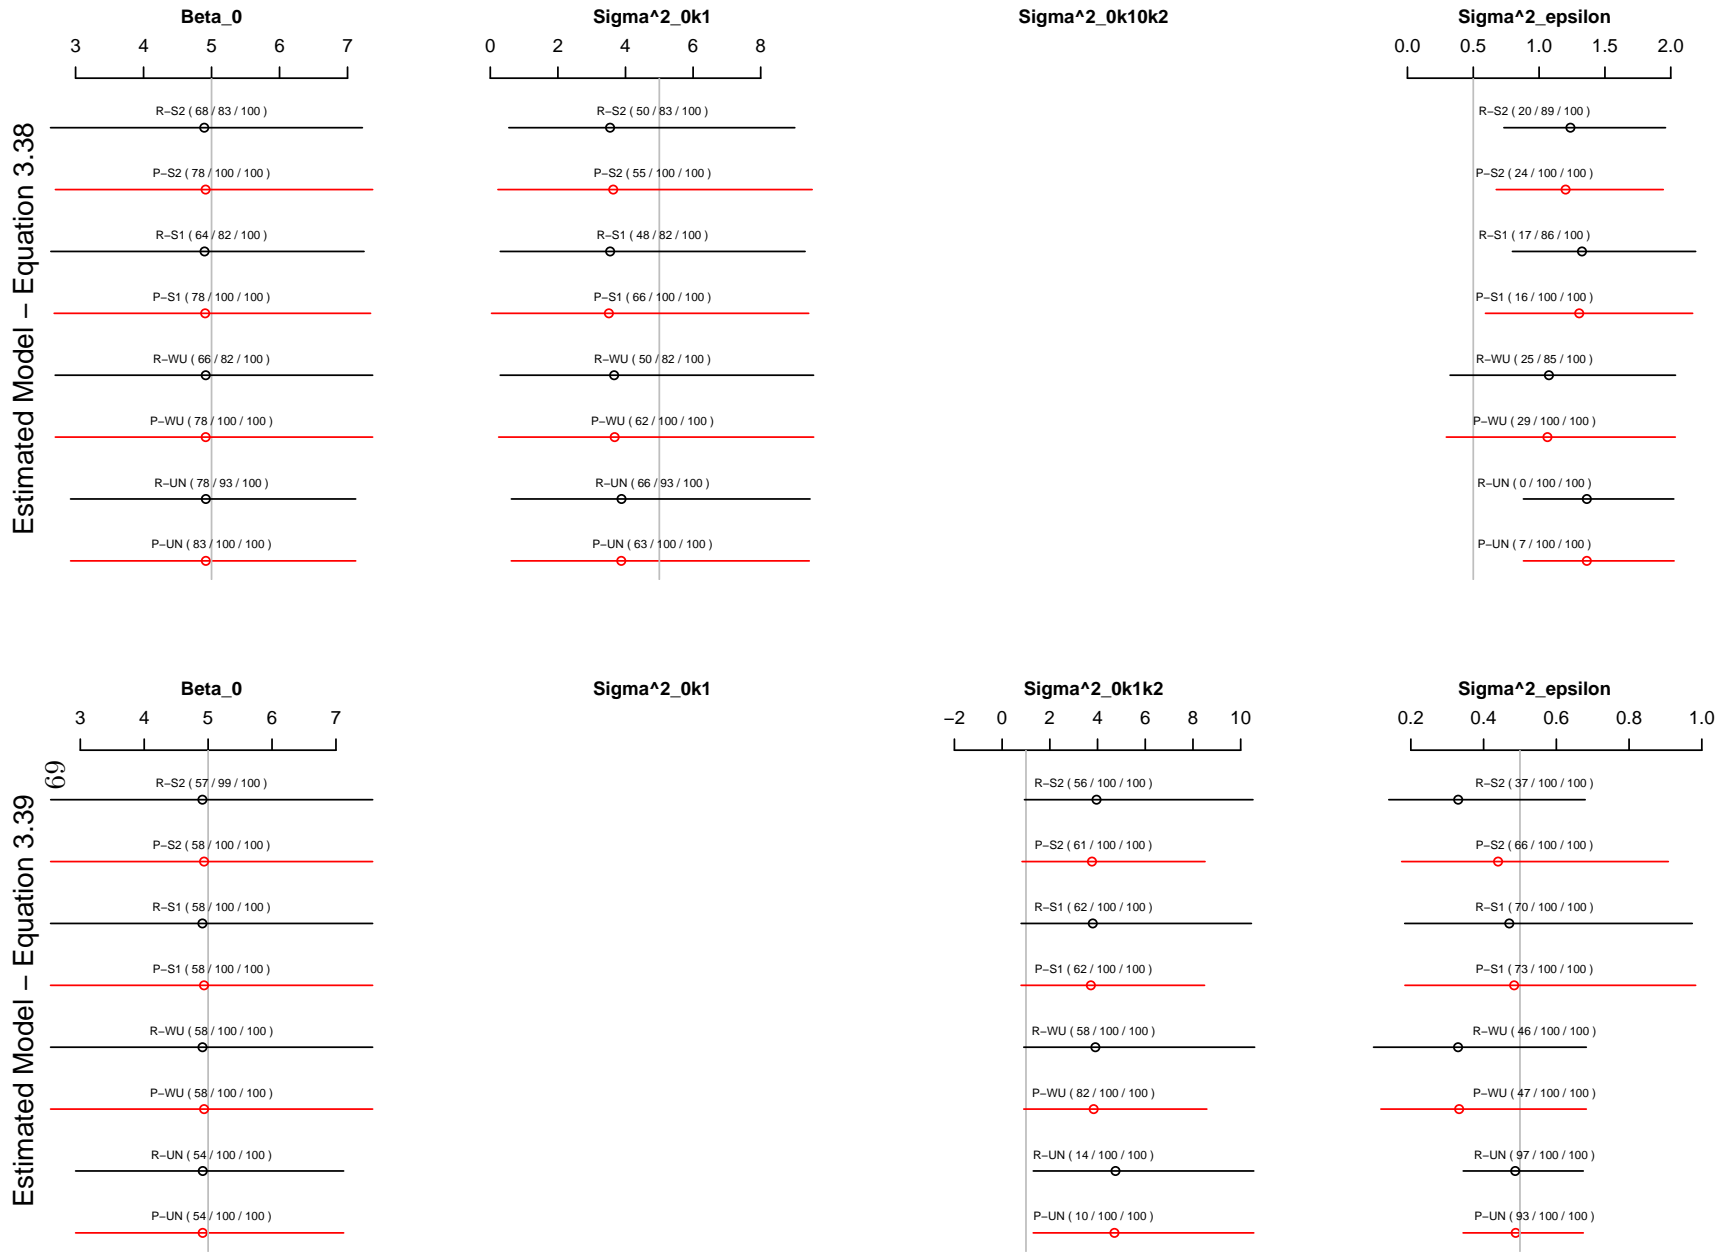 Estimated Model – Equation 3.38
Beta_0
3 4 5 6 7
R–S2 ( 68 / 83 / 100 )
P–S2 ( 78 / 100 / 100 )
R–S1 ( 64 / 82 / 100 )
P–S1 ( 78 / 100 / 100 )
R–WU ( 66 / 82 / 100 )
P–WU ( 78 / 100 / 100 )
R–UN ( 78 / 93 / 100 )
P–UN ( 83 / 100 / 100 )
Sigma^2_0k1
0 2 4 6 8
R–S2 ( 50 / 83 / 100 )
P–S2 ( 55 / 100 / 100 )
R–S1 ( 48 / 82 / 100 )
P–S1 ( 66 / 100 / 100 )
R–WU ( 50 / 82 / 100 )
P–WU ( 62 / 100 / 100 )
R–UN ( 66 / 93 / 100 )
P–UN ( 63 / 100 / 100 )
Sigma^2_0k10k2
Sigma^2_epsilon
0.0 0.5 1.0 1.5 2.0
R–S2 ( 20 / 89 / 100 )
P–S2 ( 24 / 100 / 100 )
R–S1 ( 17 / 86 / 100 )
P–S1 ( 16 / 100 / 100 )
R–WU ( 25 / 85 / 100 )
P–WU ( 29 / 100 / 100 )
R–UN ( 0 / 100 / 100 )
P–UN ( 7 / 100 / 100 )
Estimated Model – Equation 3.39
69
Beta_0
3 4 5 6 7
R–S2 ( 57 / 99 / 100 )
P–S2 ( 58 / 100 / 100 )
R–S1 ( 58 / 100 / 100 )
P–S1 ( 58 / 100 / 100 )
R–WU ( 58 / 100 / 100 )
P–WU ( 58 / 100 / 100 )
R–UN ( 54 / 100 / 100 )
P–UN ( 54 / 100 / 100 )
Sigma^2_0k1
Sigma^2_0k1k2
−2 0 2 4 6 8 10
R–S2 ( 56 / 100 / 100 )
P–S2 ( 61 / 100 / 100 )
R–S1 ( 62 / 100 / 100 )
P–S1 ( 62 / 100 / 100 )
R–WU ( 58 / 100 / 100 )
P–WU ( 82 / 100 / 100 )
R–UN ( 14 / 100 / 100 )
P–UN ( 10 / 100 / 100 )
Sigma^2_epsilon
0.2 0.4 0.6 0.8 1.0
R–S2 ( 37 / 100 / 100 )
P–S2 ( 66 / 100 / 100 )
R–S1 ( 70 / 100 / 100 )
P–S1 ( 73 / 100 / 100 )
R–WU ( 46 / 100 / 100 )
P–WU ( 47 / 100 / 100 )
R–UN ( 97 / 100 / 100 )
P–UN ( 93 / 100 / 100 )